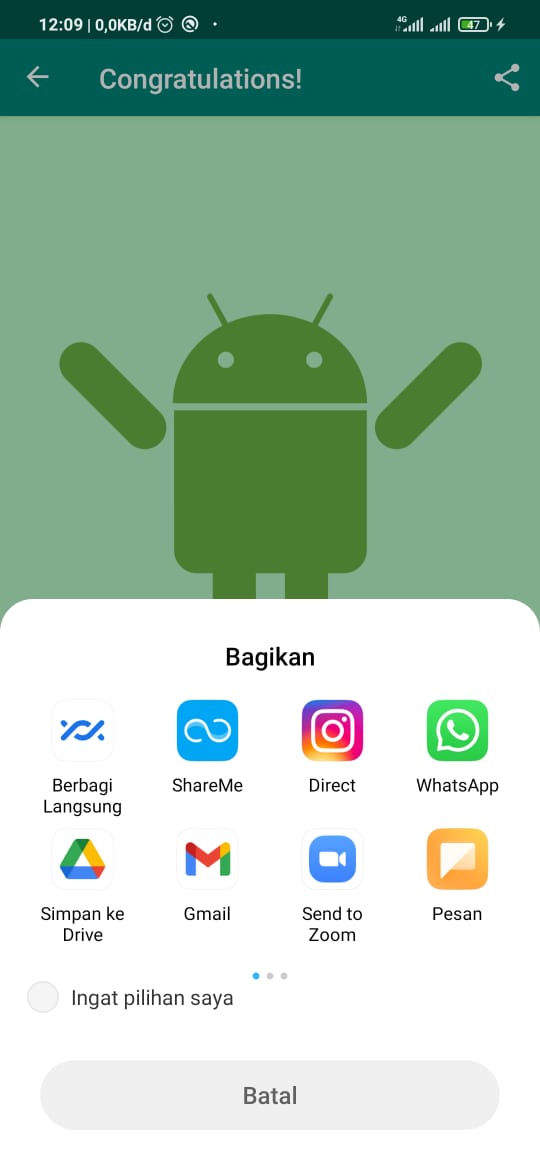 12:09 | 0,0KB/d
4G
47
Congratulations!
Bagikan
Berbagi
Langsung
ShareMe
Direct
WhatsApp
Simpan ke
Drive
Gmail
Send to
Zoom
Pesan
Ingat pilihan saya
Batal